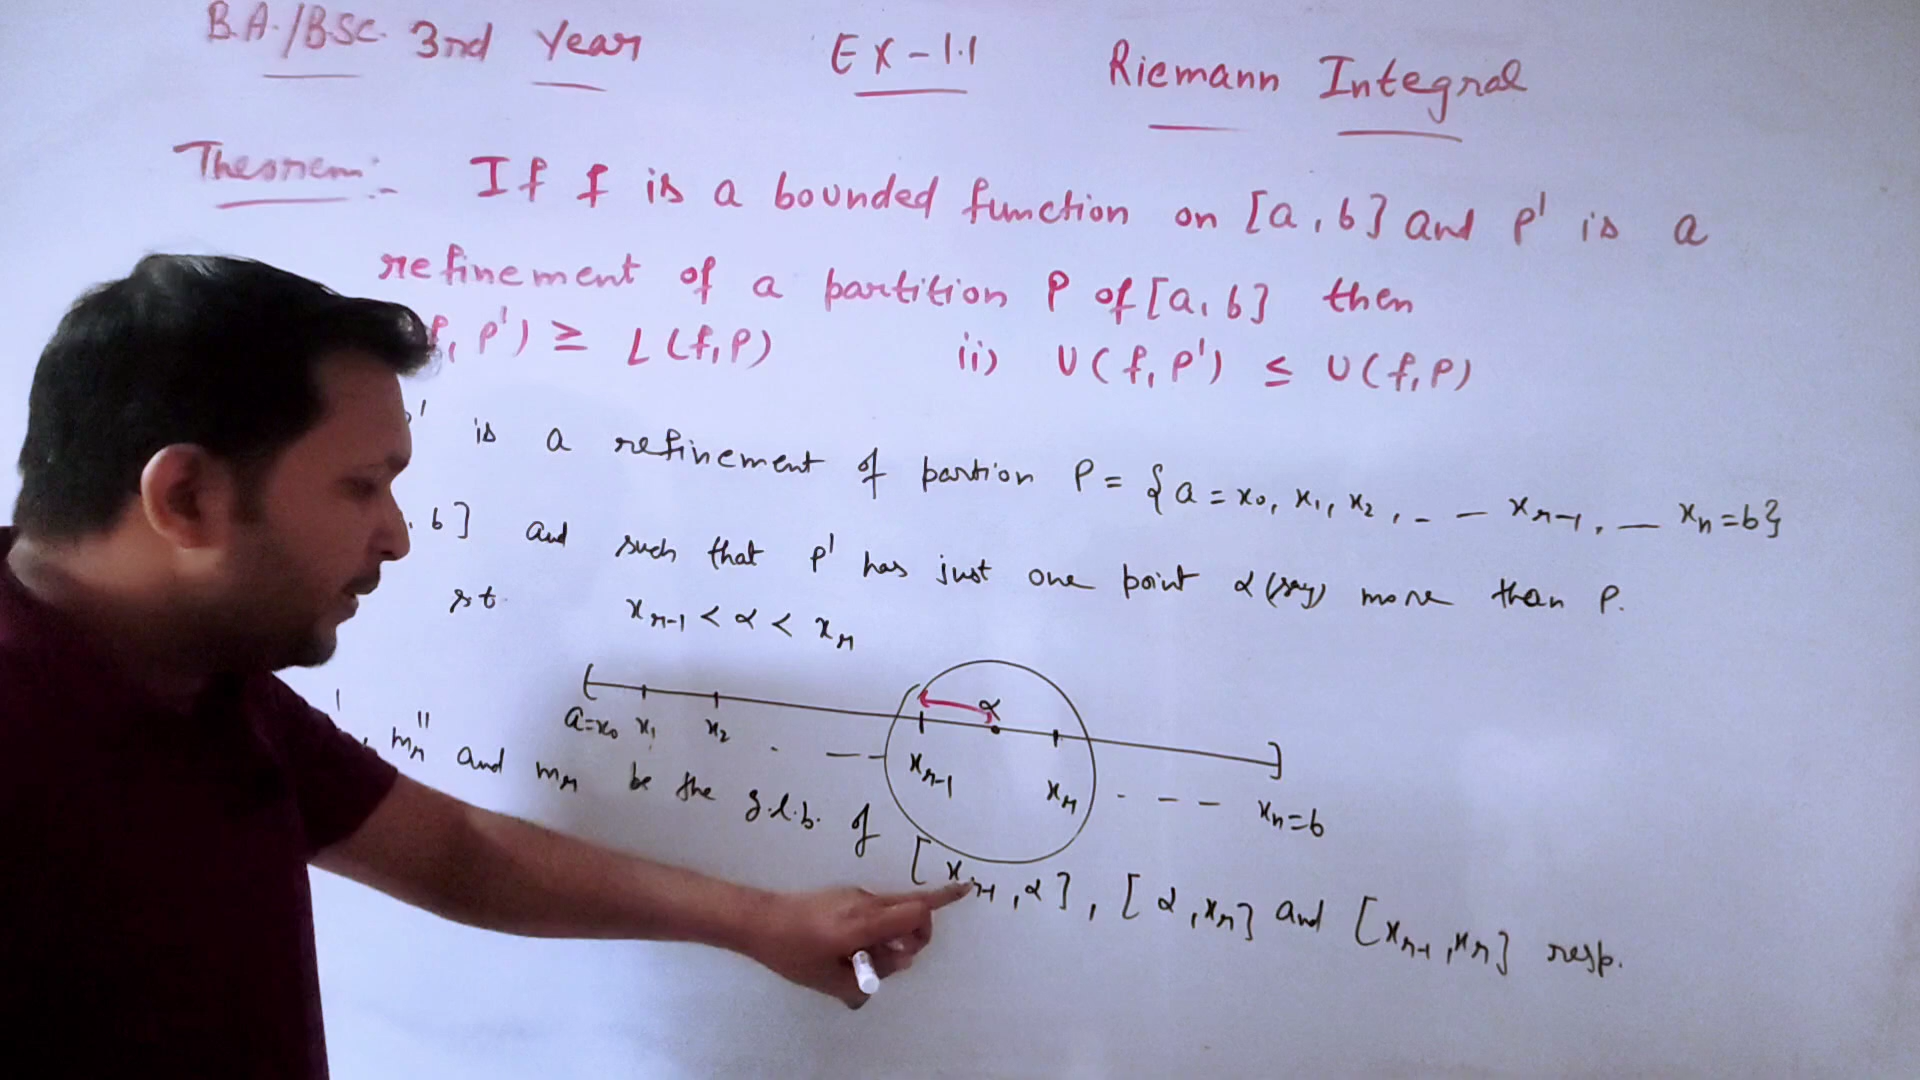 B.A./B.Sc. 3rd Year Ex-1.1 Riemann Integral
Theorem:- If f is a bounded function on [a,b] and P' is a
refinement of a partition P of [a,b] then
f, P') ≥ L(f,P) ii) U(f,P') ≤ U(f,P)
' is a refinement of partion P = {a = x₀, x₁, x₂, - — xᵣ₋₁, — xₙ = b}
, b] and such that P' has just one point α (say) more than P.
s.t. xᵣ₋₁ < α < xᵣ
α
a=x₀ x₁ x₂ . — — xᵣ₋₁ xᵣ - - - — xₙ=b
', mᵣ'' and mᵣ be the g.l.b. of [xᵣ₋₁, α], [α, xᵣ] and [xᵣ₋₁, xᵣ] resp.